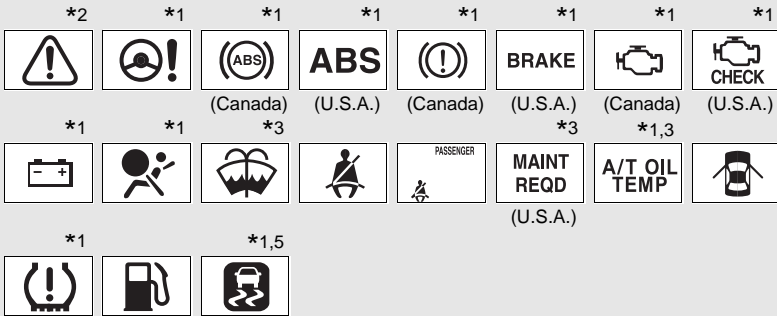 *2 *1 *1 *1 *1 *1 *1 *1
ABS ABS BRAKE CHECK
(Canada) (U.S.A.) (Canada) (U.S.A.) (Canada) (U.S.A.)
*1 *1 *3 *3 *1,3
PASSENGER MAINT A/T OIL
REQD TEMP
(U.S.A.)
*1 *1,5